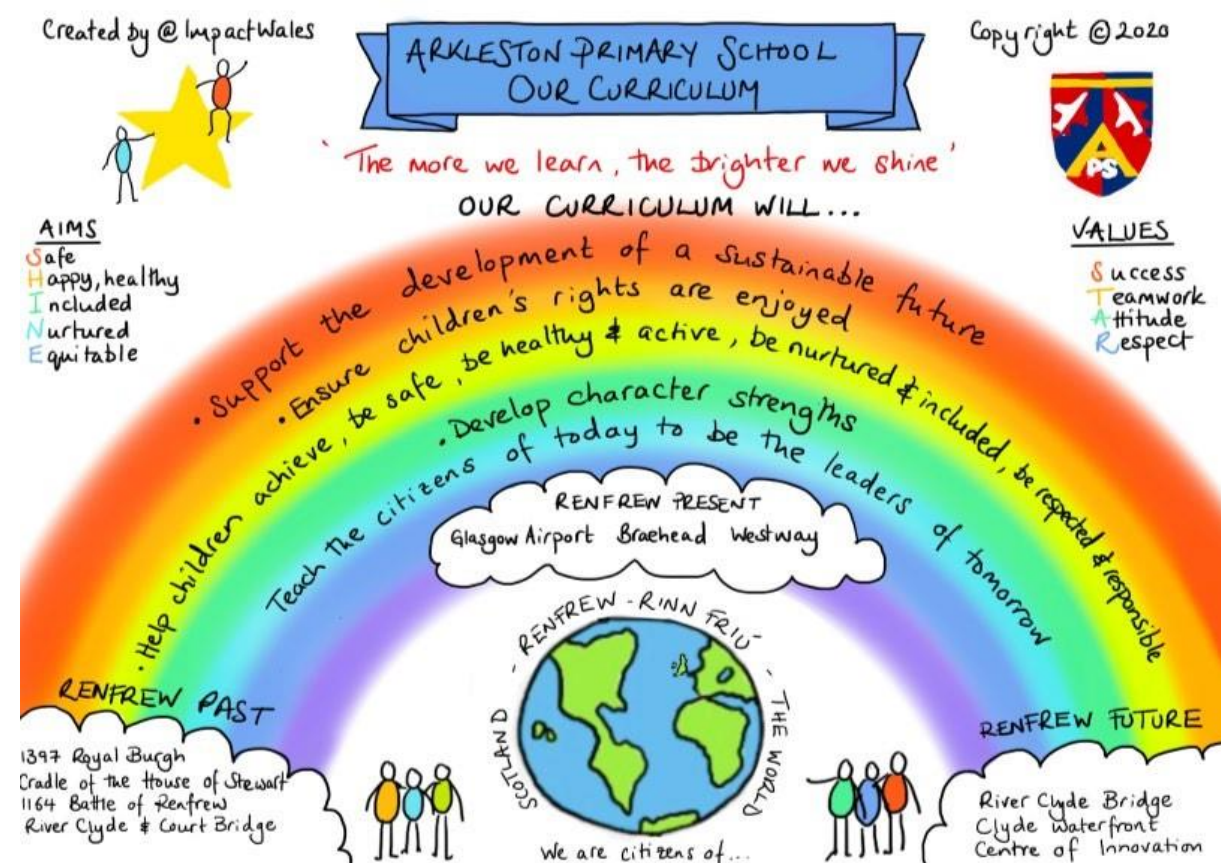 Created by @ImpactWales
ARKLESTON PRIMARY SCHOOL
OUR CURRICULUM
Copyright © 2020
'The more we learn, the brighter we shine'
OUR CURRICULUM WILL...
AIMS
Safe
Happy, healthy
Included
Nurtured
Equitable
A
PS
VALUES
Success
Teamwork
Attitude
Respect
• Support the development of a sustainable future
• Ensure children's rights are enjoyed
• Help children achieve, be safe, be healthy & active, be nurtured & included, be respected & responsible
• Develop character strengths
Teach the citizens of today to be the leaders of tomorrow
RENFREW PRESENT
Glasgow Airport Braehead Westway
RENFREW PAST
1397 Royal Burgh
Cradle of the House of Stewart
1164 Battle of Renfrew
River Clyde & Court Bridge
SCOTLAND - RENFREW - RINN FRIÙ - THE WORLD
We are citizens of...
RENFREW FUTURE
River Clyde Bridge
Clyde Waterfront
Centre of Innovation